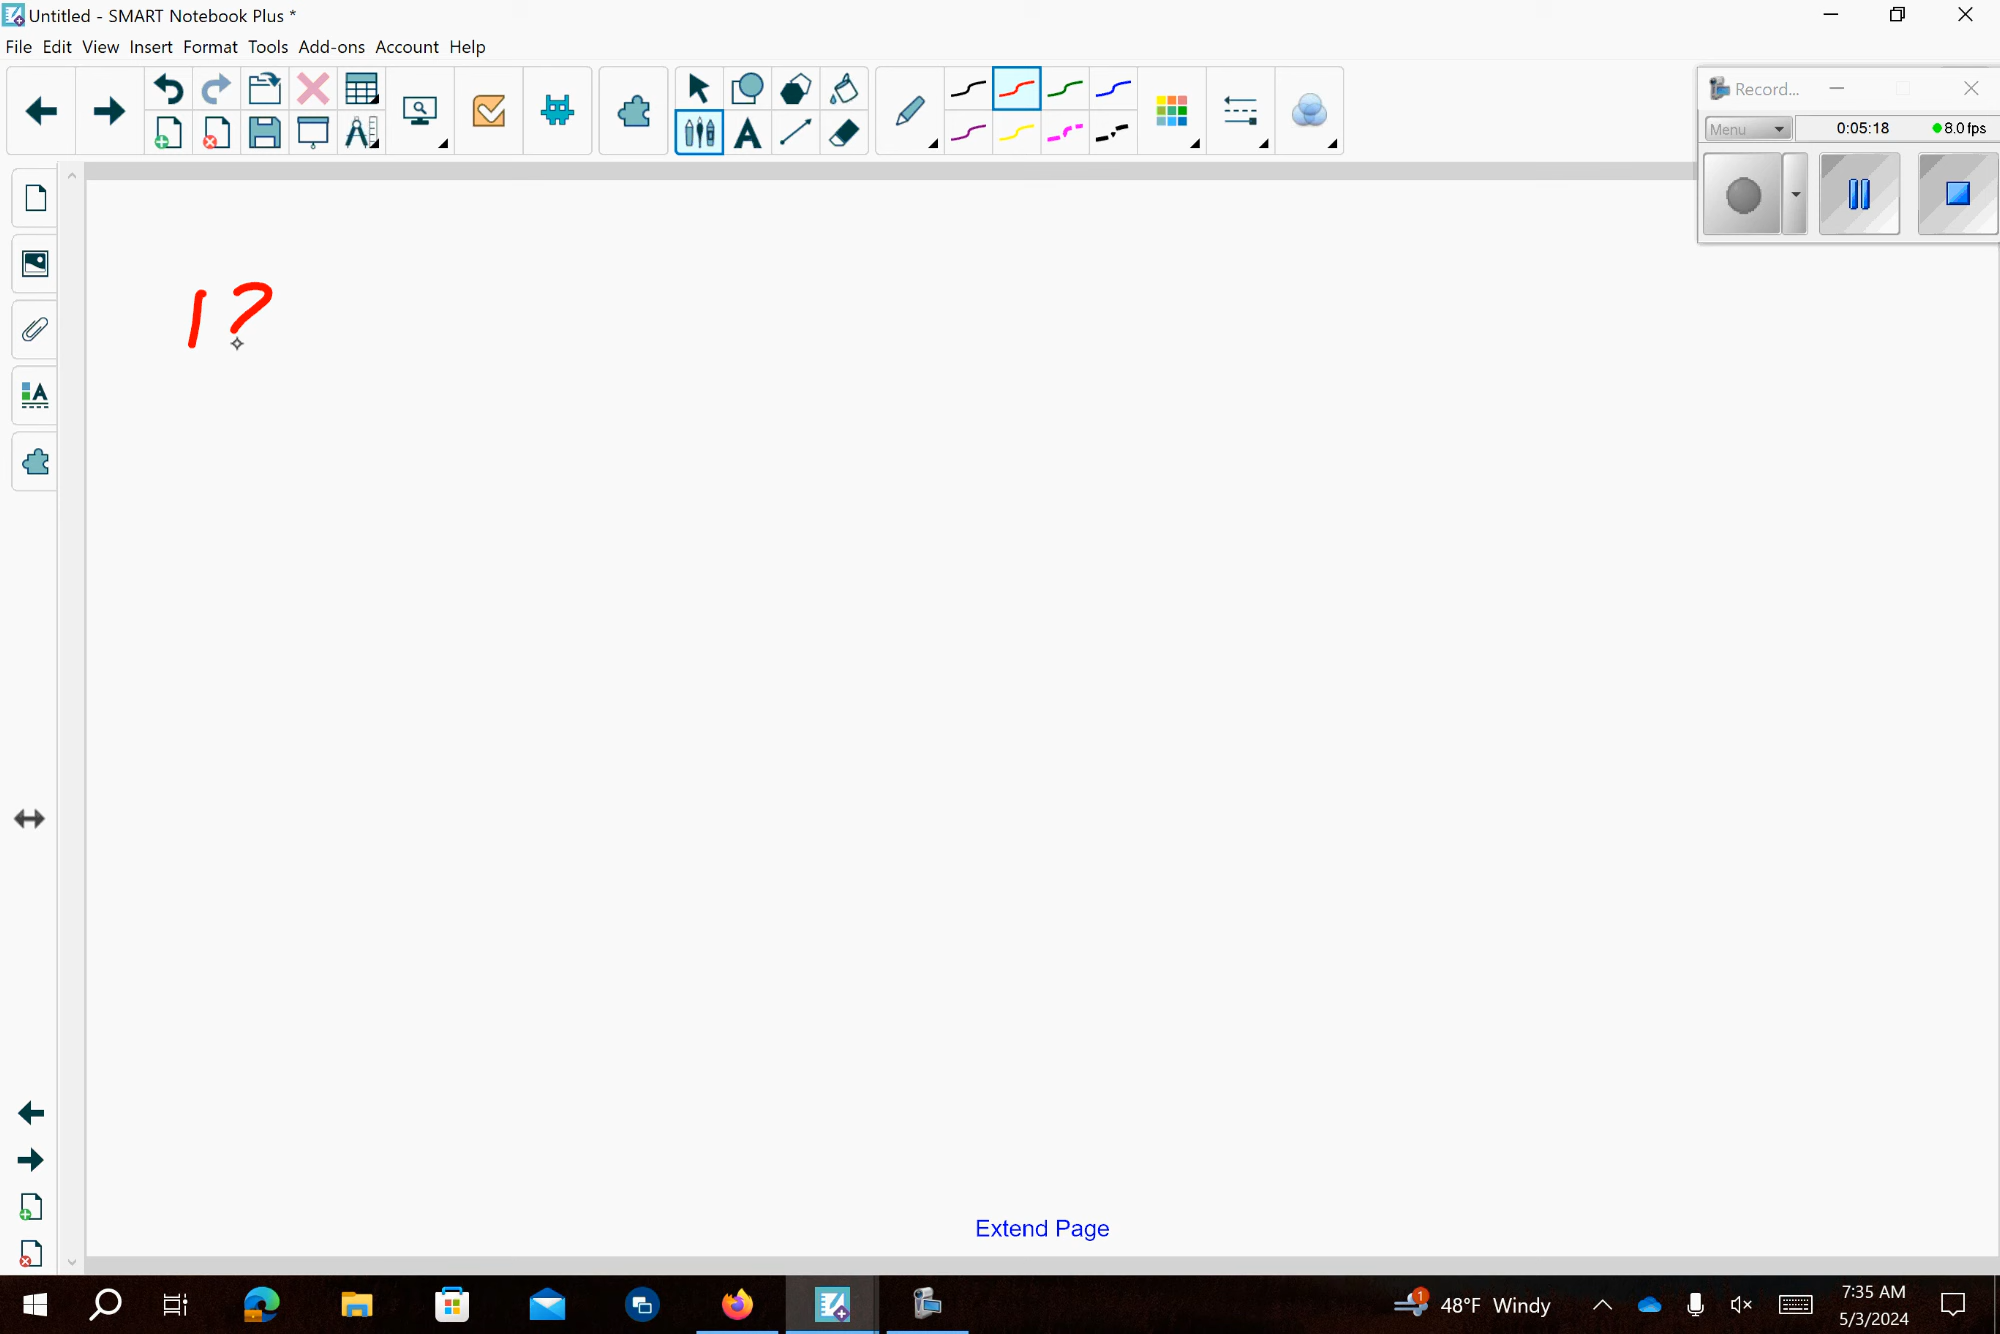 Untitled - SMART Notebook Plus *
File Edit View Insert Format Tools Add-ons Account Help
Record...
Menu 0:05:18 8.0 fps
1?
Extend Page
1 48°F Windy 7:35 AM
5/3/2024